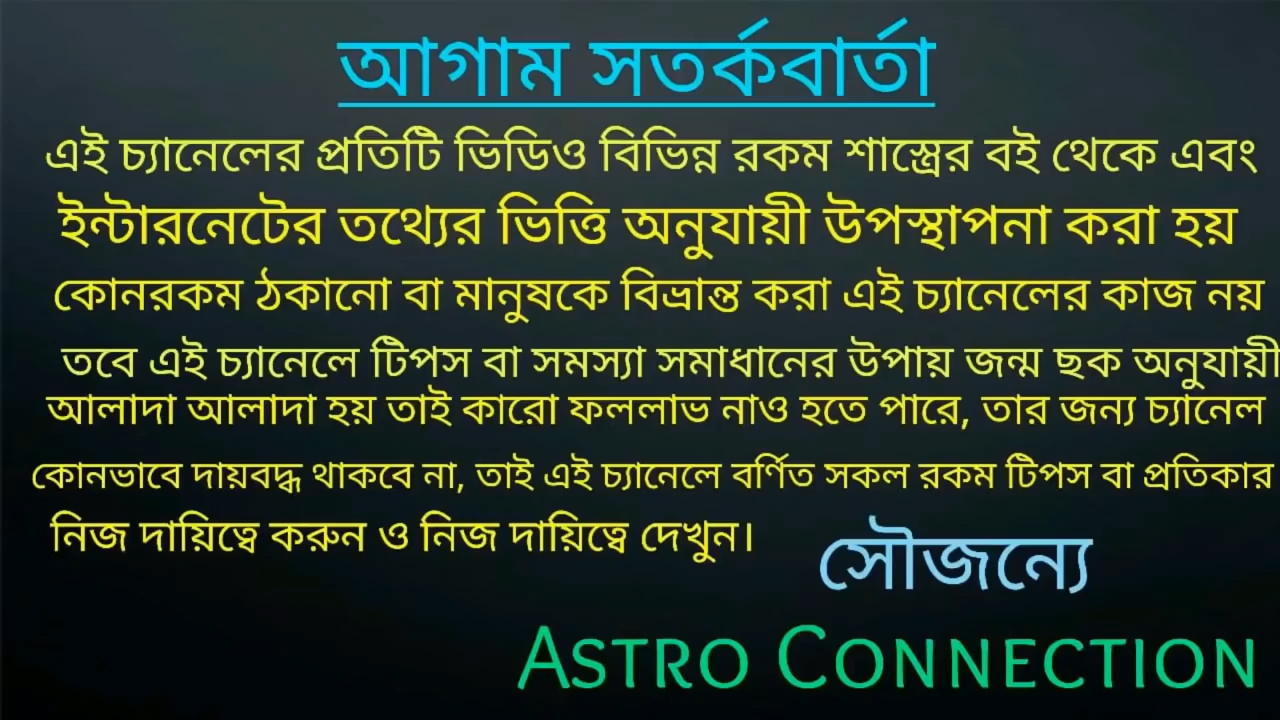 আগাম সতর্কবার্তা
এই চ্যানেলের প্রতিটি ভিডিও বিভিন্ন রকম শাস্ত্রের বই থেকে এবং
ইন্টারনেটের তথ্যের ভিত্তি অনুযায়ী উপস্থাপনা করা হয়
কোনরকম ঠকানো বা মানুষকে বিভ্রান্ত করা এই চ্যানেলের কাজ নয়
তবে এই চ্যানেলে টিপস বা সমস্যা সমাধানের উপায় জন্ম ছক অনুযায়ী
আলাদা আলাদা হয় তাই কারো ফললাভ নাও হতে পারে, তার জন্য চ্যানেল
কোনভাবে দায়বদ্ধ থাকবে না, তাই এই চ্যানেলে বর্ণিত সকল রকম টিপস বা প্রতিকার
নিজ দায়িত্বে করুন ও নিজ দায়িত্বে দেখুন।
সৌজন্যে
ASTRO CONNECTION